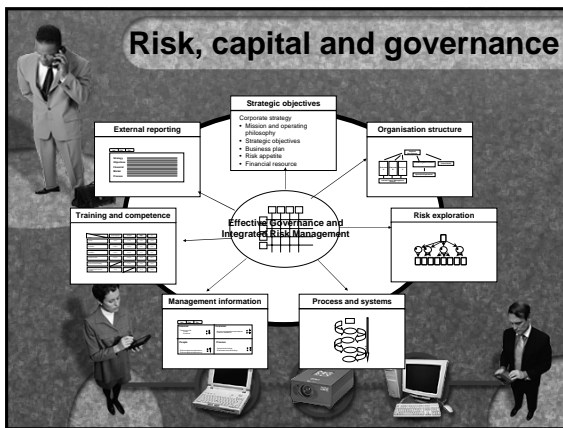 Risk, capital and governance
Strategic objectives
Corporate strategy
• Mission and operating
philosophy
• Strategic objectives
• Business plan
• Risk appetite
• Financial resource
External reporting
Organisation structure
Training and competence
Effective Governance and
Integrated Risk Management
Risk exploration
Management information
Process and systems